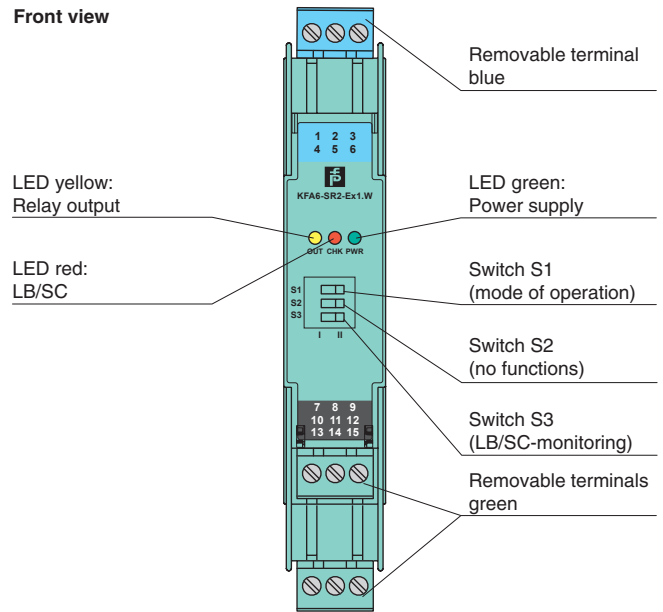 Front view
Removable terminal
blue
1 2 3
4 5 6
KFA6-SR2-Ex1.W
LED yellow:
Relay output
LED green:
Power supply
OUT CHK PWR
LED red:
LB/SC
Switch S1
(mode of operation)
S1
S2
S3
I II
Switch S2
(no functions)
Switch S3
(LB/SC-monitoring)
7 8 9
10 11 12
13 14 15
Removable terminals
green